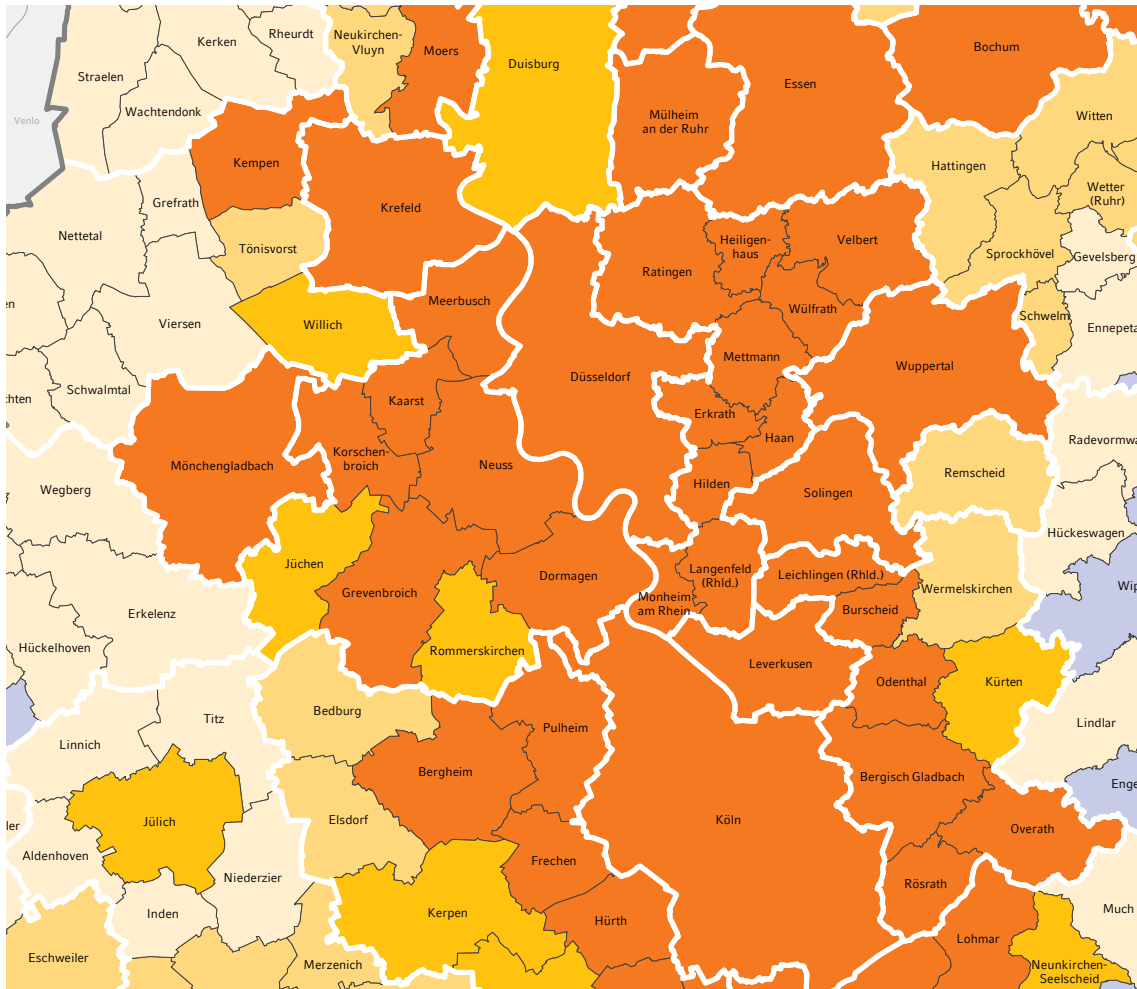 Kerken
Rheurdt
Neukirchen-
Vluyn
Moers
Duisburg
Bochum
Straelen
Essen
Wachtendonk
Venlo
Mülheim
an der Ruhr
Witten
Kempen
Hattingen
Wetter
(Ruhr)
Grefrath
Krefeld
Nettetal
Tönisvorst
Heiligen-
haus
Velbert
Sprockhövel
Gevelsberg
Ratingen
en
Meerbusch
Wülfrath
Viersen
Willich
Schwelm
Ennepeta
Mettmann
Wuppertal
Düsseldorf
Schwalmtal
chten
Kaarst
Erkrath
Haan
Radevormwa
Korschen-
broich
Mönchengladbach
Neuss
Remscheid
Wegberg
Hilden
Solingen
Hückeswagen
Jüchen
Dormagen
Langenfeld
(Rhld.)
Leichlingen (Rhld.)
Wermelskirchen
Wip
Grevenbroich
Monheim
am Rhein
Burscheid
Erkelenz
Hückelhoven
Rommerskirchen
Leverkusen
Odenthal
Kürten
Bedburg
Titz
Lindlar
Linnich
Pulheim
Bergheim
Bergisch Gladbach
Enge
Jülich
Elsdorf
Köln
Overath
ler
Aldenhoven
Frechen
Niederzier
Rösrath
Inden
Kerpen
Hürth
Much
Lohmar
Eschweiler
Merzenich
Neunkirchen-
Seelscheid